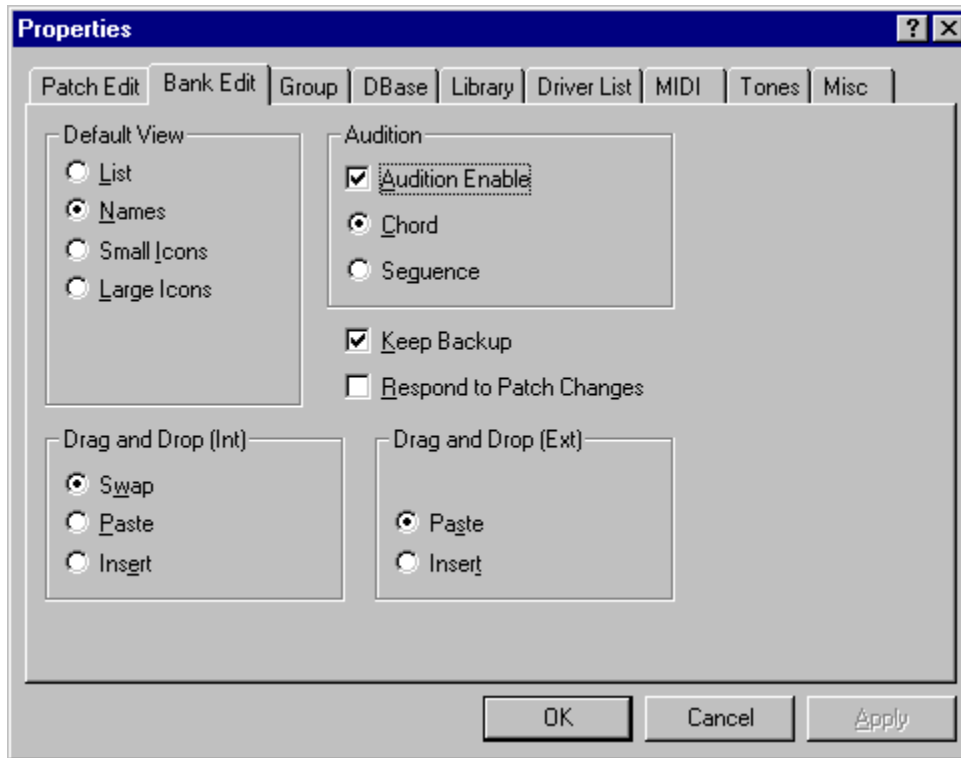 Properties
Patch Edit Bank Edit Group DBase Library Driver List MIDI Tones Misc
Default View
List
Names
Small Icons
Large Icons
Audition
Audition Enable
Chord
Seguence
Keep Backup
Respond to Patch Changes
Drag and Drop (Int)
Swap
Paste
Insert
Drag and Drop (Ext)
Paste
Insert
OK Cancel Apply